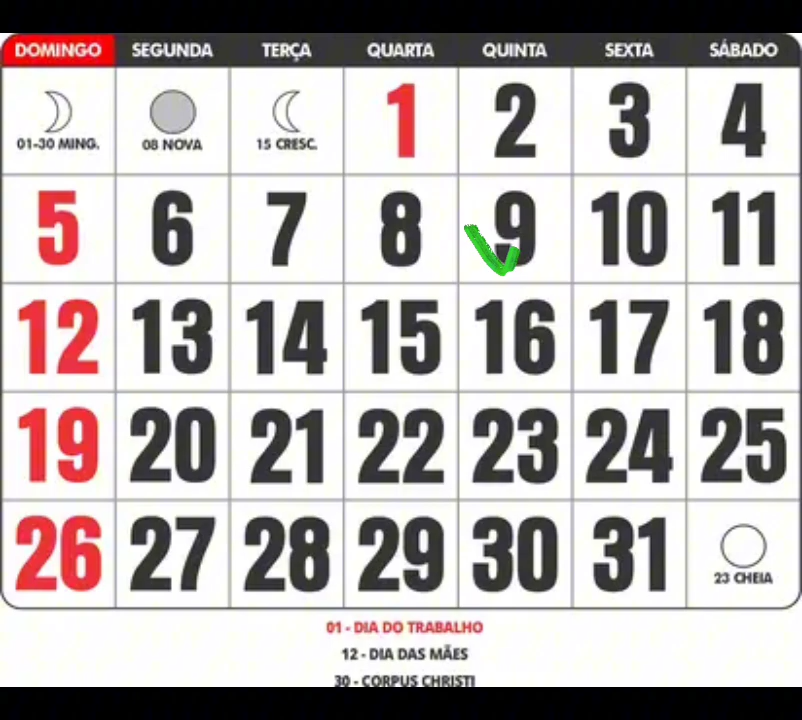 DOMINGO SEGUNDA TERÇA QUARTA QUINTA SEXTA SÁBADO
01-30 MING. 08 NOVA 15 CRESC. 1 2 3 4
5 6 7 8 9 10 11
12 13 14 15 16 17 18
19 20 21 22 23 24 25
26 27 28 29 30 31 23 CHEIA
01 - DIA DO TRABALHO
12 - DIA DAS MÃES
30 - CORPUS CHRISTI